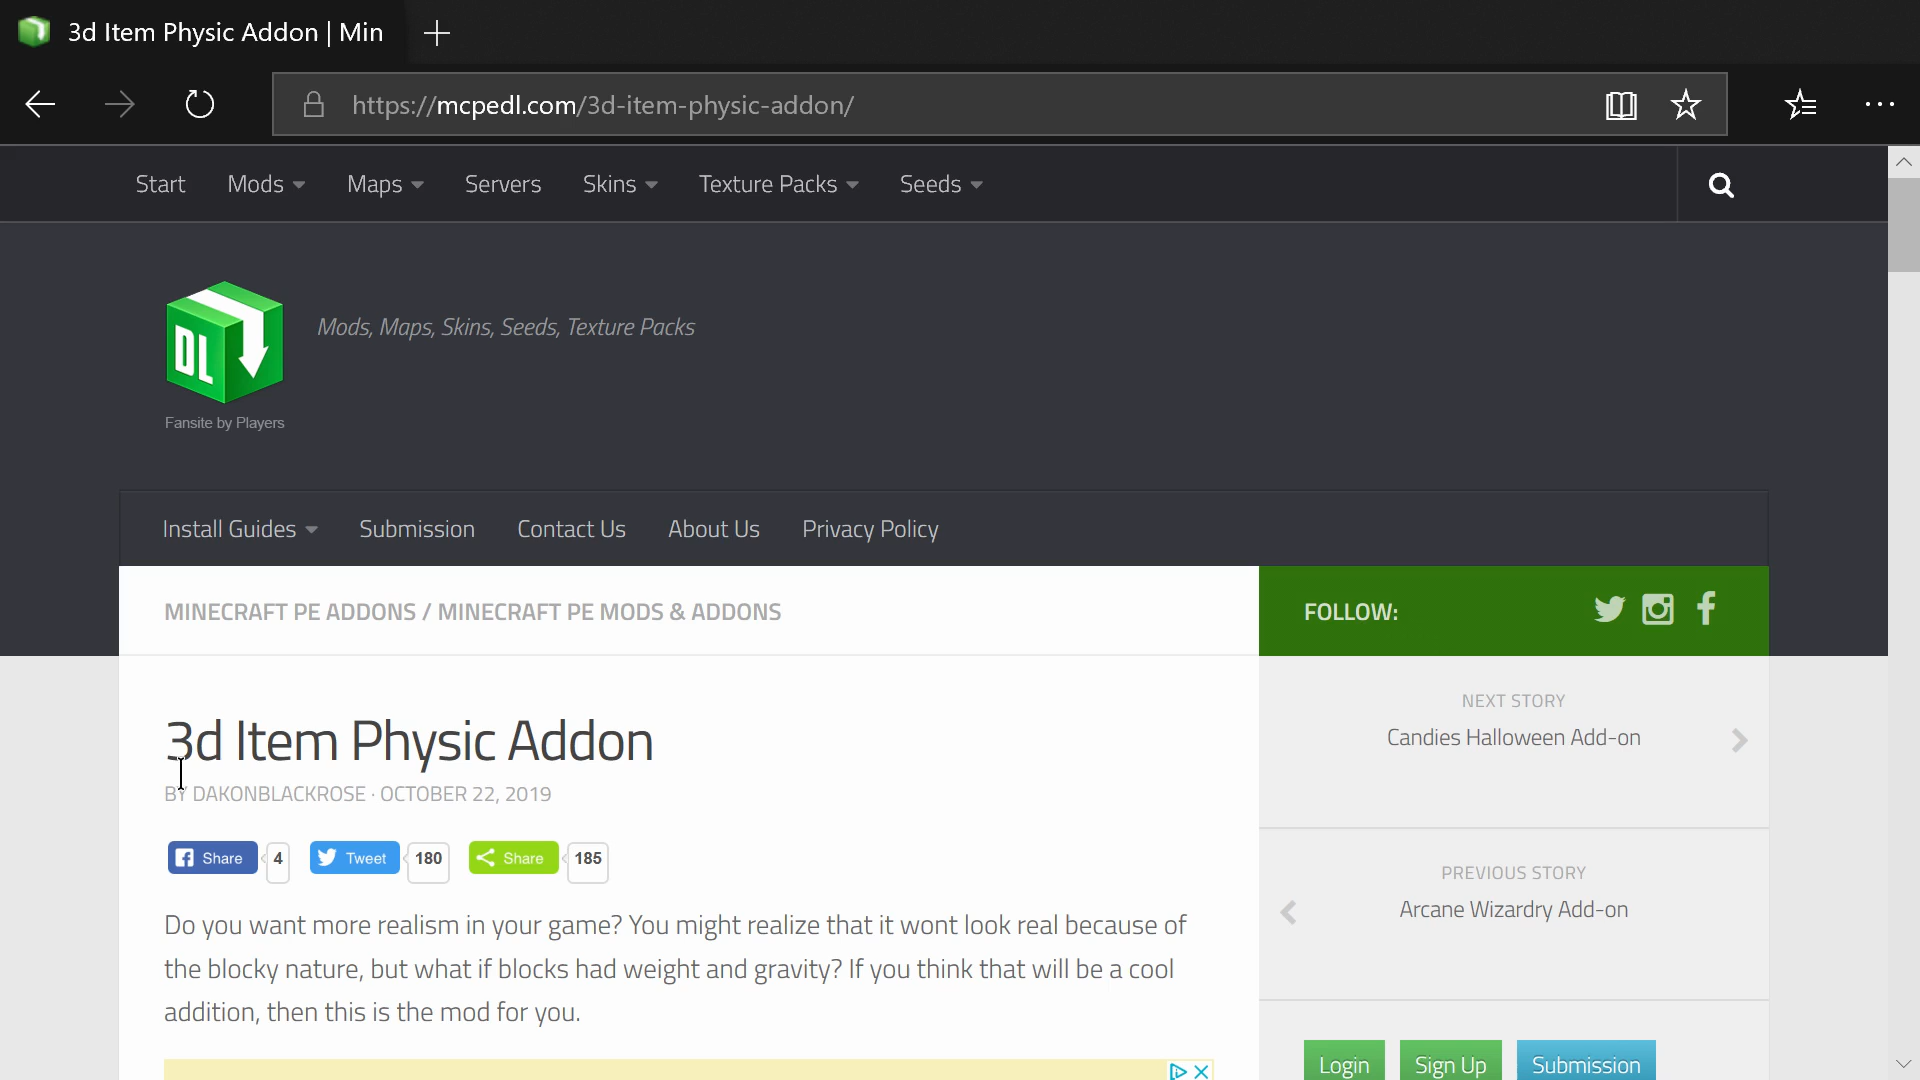 3d Item Physic Addon | Min
https://mcpedl.com/3d-item-physic-addon/
Start Mods Maps Servers Skins Texture Packs Seeds
DL
Mods, Maps, Skins, Seeds, Texture Packs
Fansite by Players
Install Guides Submission Contact Us About Us Privacy Policy
MINECRAFT PE ADDONS / MINECRAFT PE MODS & ADDONS
FOLLOW:
3d Item Physic Addon
BY DAKONBLACKROSE · OCTOBER 22, 2019
Share 4 Tweet 180 Share 185
Do you want more realism in your game? You might realize that it wont look real because of
the blocky nature, but what if blocks had weight and gravity? If you think that will be a cool
addition, then this is the mod for you.
NEXT STORY
Candies Halloween Add-on
PREVIOUS STORY
Arcane Wizardry Add-on
Login Sign Up Submission